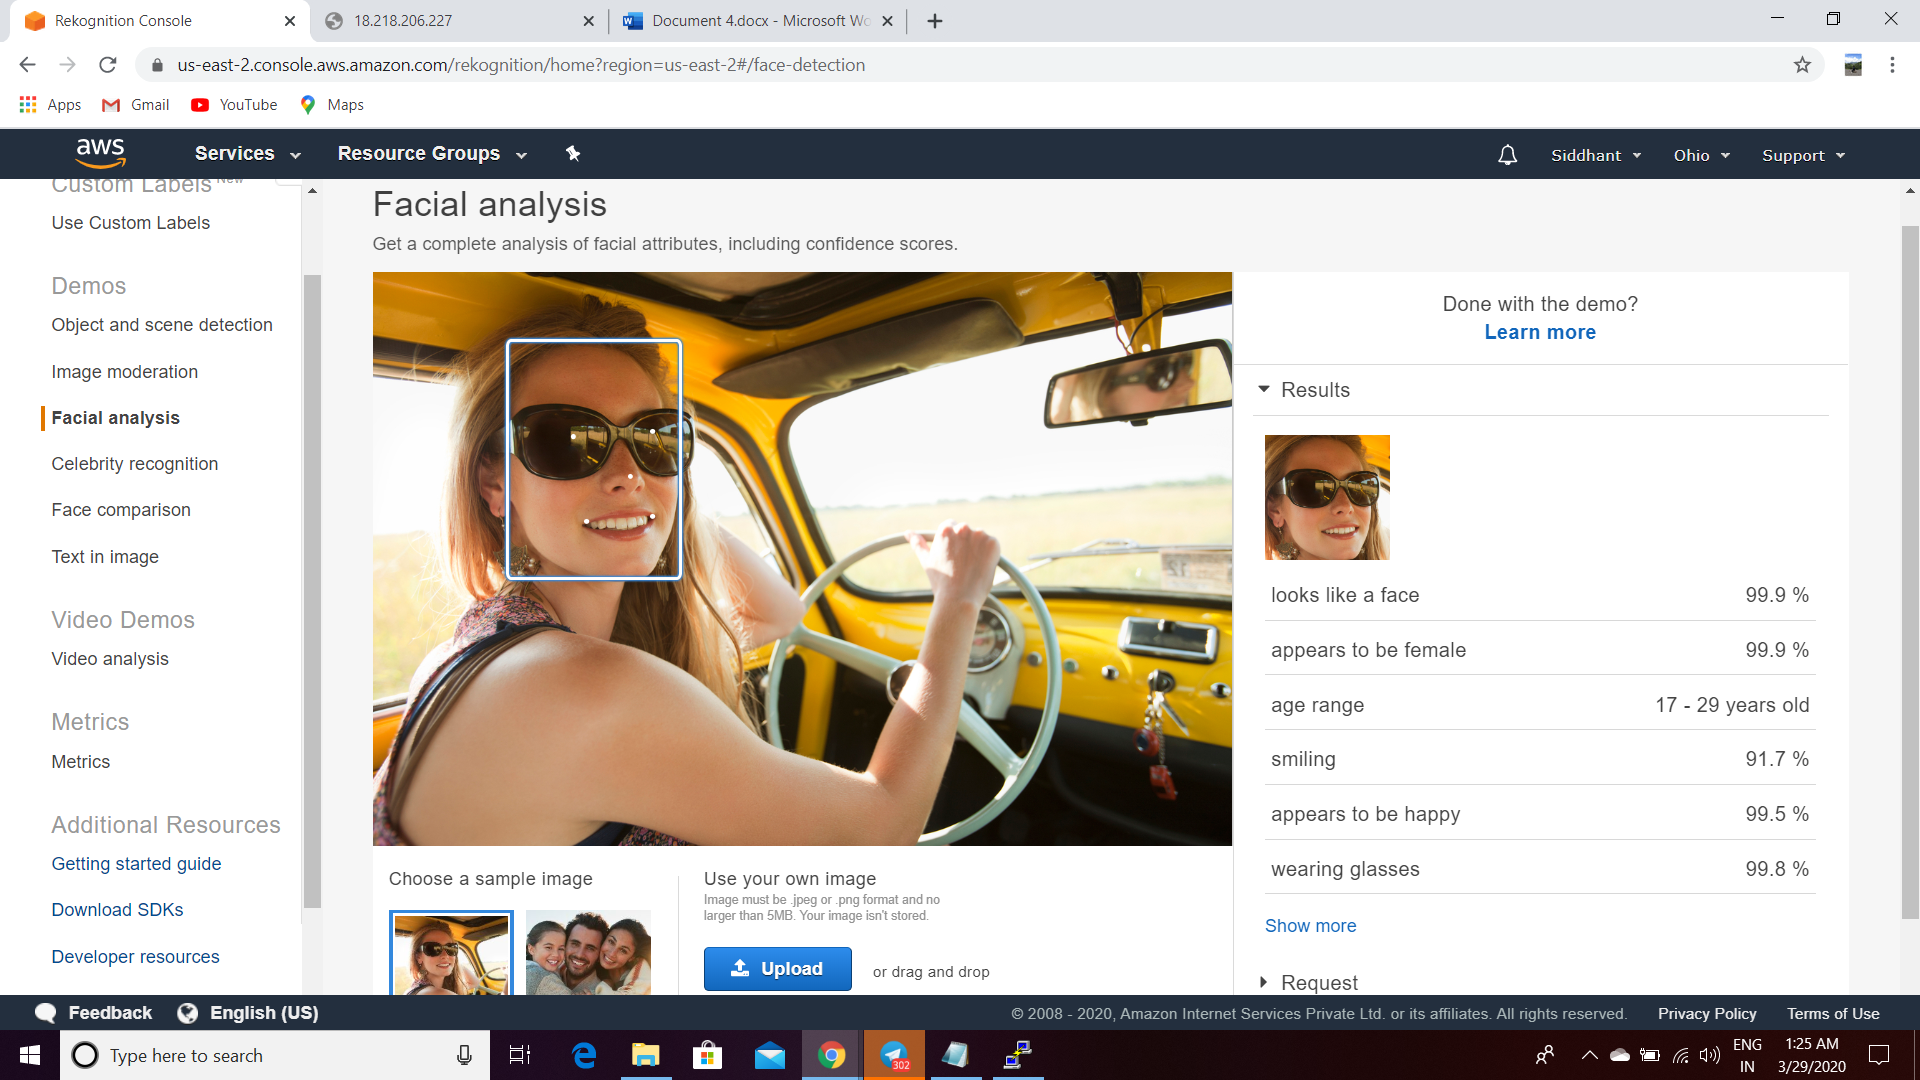 Rekognition Console
18.218.206.227
Document 4.docx - Microsoft Wo
us-east-2.console.aws.amazon.com/rekognition/home?region=us-east-2#/face-detection
Apps
Gmail
YouTube
Maps
aws
Services
Resource Groups
Siddhant
Ohio
Support
Custom Labels New
Use Custom Labels
Demos
Object and scene detection
Image moderation
Facial analysis
Celebrity recognition
Face comparison
Text in image
Video Demos
Video analysis
Metrics
Metrics
Additional Resources
Getting started guide
Download SDKs
Developer resources
Facial analysis
Get a complete analysis of facial attributes, including confidence scores.
Choose a sample image
Use your own image
Image must be .jpeg or .png format and no
larger than 5MB. Your image isn't stored.
Upload
or drag and drop
Done with the demo?
Learn more
Results
looks like a face 99.9 %
appears to be female 99.9 %
age range 17 - 29 years old
smiling 91.7 %
appears to be happy 99.5 %
wearing glasses 99.8 %
Show more
Request
Feedback
English (US)
© 2008 - 2020, Amazon Internet Services Private Ltd. or its affiliates. All rights reserved.
Privacy Policy
Terms of Use
Type here to search
302
ENG
IN
1:25 AM
3/29/2020